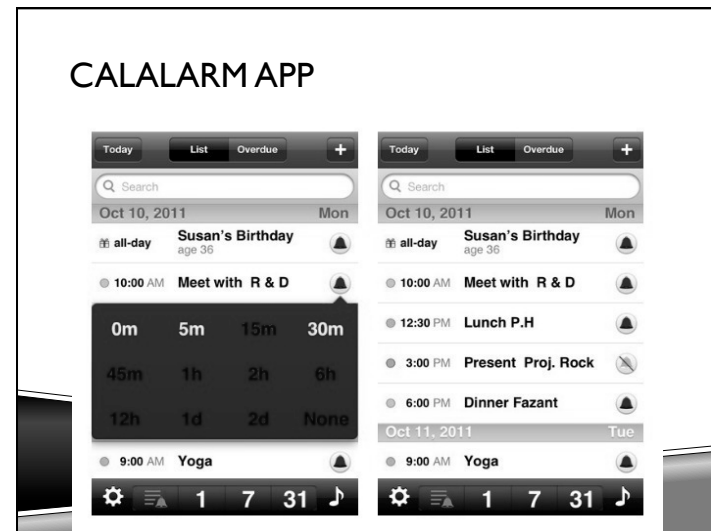 CALALARM APP
Today List Overdue +
Search
Oct 10, 2011 Mon
all-day Susan's Birthday
age 36
10:00 AM Meet with R & D
0m 5m 15m 30m
45m 1h 2h 6h
12h 1d 2d None
9:00 AM Yoga
1 7 31
Today List Overdue +
Search
Oct 10, 2011 Mon
all-day Susan's Birthday
age 36
10:00 AM Meet with R & D
12:30 PM Lunch P.H
3:00 PM Present Proj. Rock
6:00 PM Dinner Fazant
Oct 11, 2011 Tue
9:00 AM Yoga
1 7 31